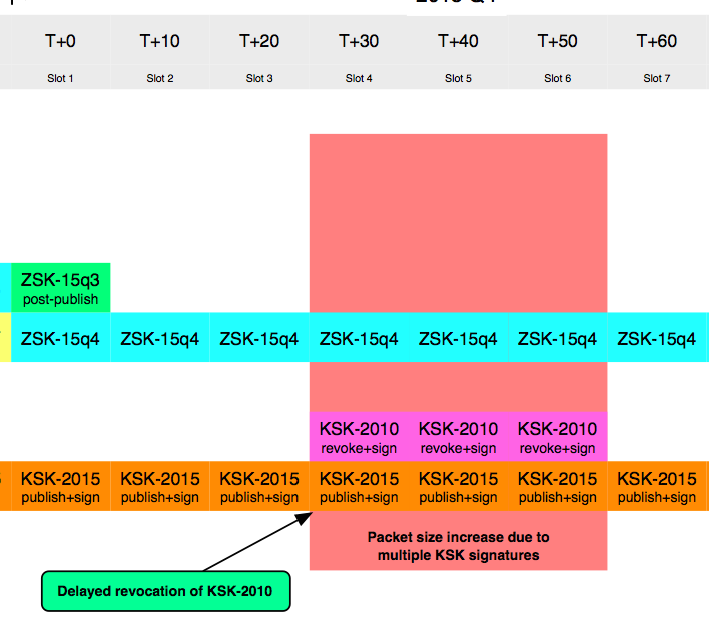 T+0 T+10 T+20 T+30 T+40 T+50 T+60
Slot 1 Slot 2 Slot 3 Slot 4 Slot 5 Slot 6 Slot 7
ZSK-15q3
post-publish
ZSK-15q4 ZSK-15q4 ZSK-15q4 ZSK-15q4 ZSK-15q4 ZSK-15q4 ZSK-15q4
KSK-2010 KSK-2010 KSK-2010
revoke+sign revoke+sign revoke+sign
KSK-2015 KSK-2015 KSK-2015 KSK-2015 KSK-2015 KSK-2015 KSK-2015
publish+sign publish+sign publish+sign publish+sign publish+sign publish+sign publish+sign
Packet size increase due to
multiple KSK signatures
Delayed revocation of KSK-2010